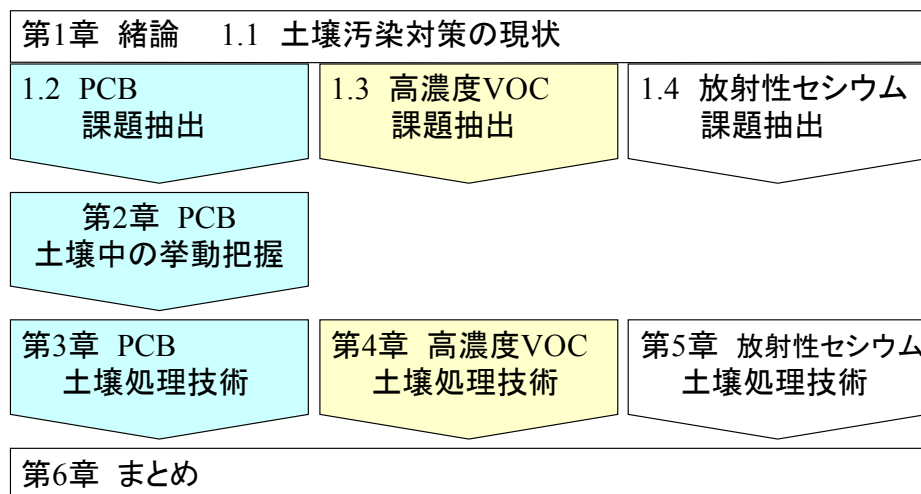 第1章 緒論 1.1 土壌汚染対策の現状
1.2 PCB
課題抽出
1.3 高濃度VOC
課題抽出
1.4 放射性セシウム
課題抽出
第2章 PCB
土壌中の挙動把握
第3章 PCB
土壌処理技術
第4章 高濃度VOC
土壌処理技術
第5章 放射性セシウム
土壌処理技術
第6章 まとめ